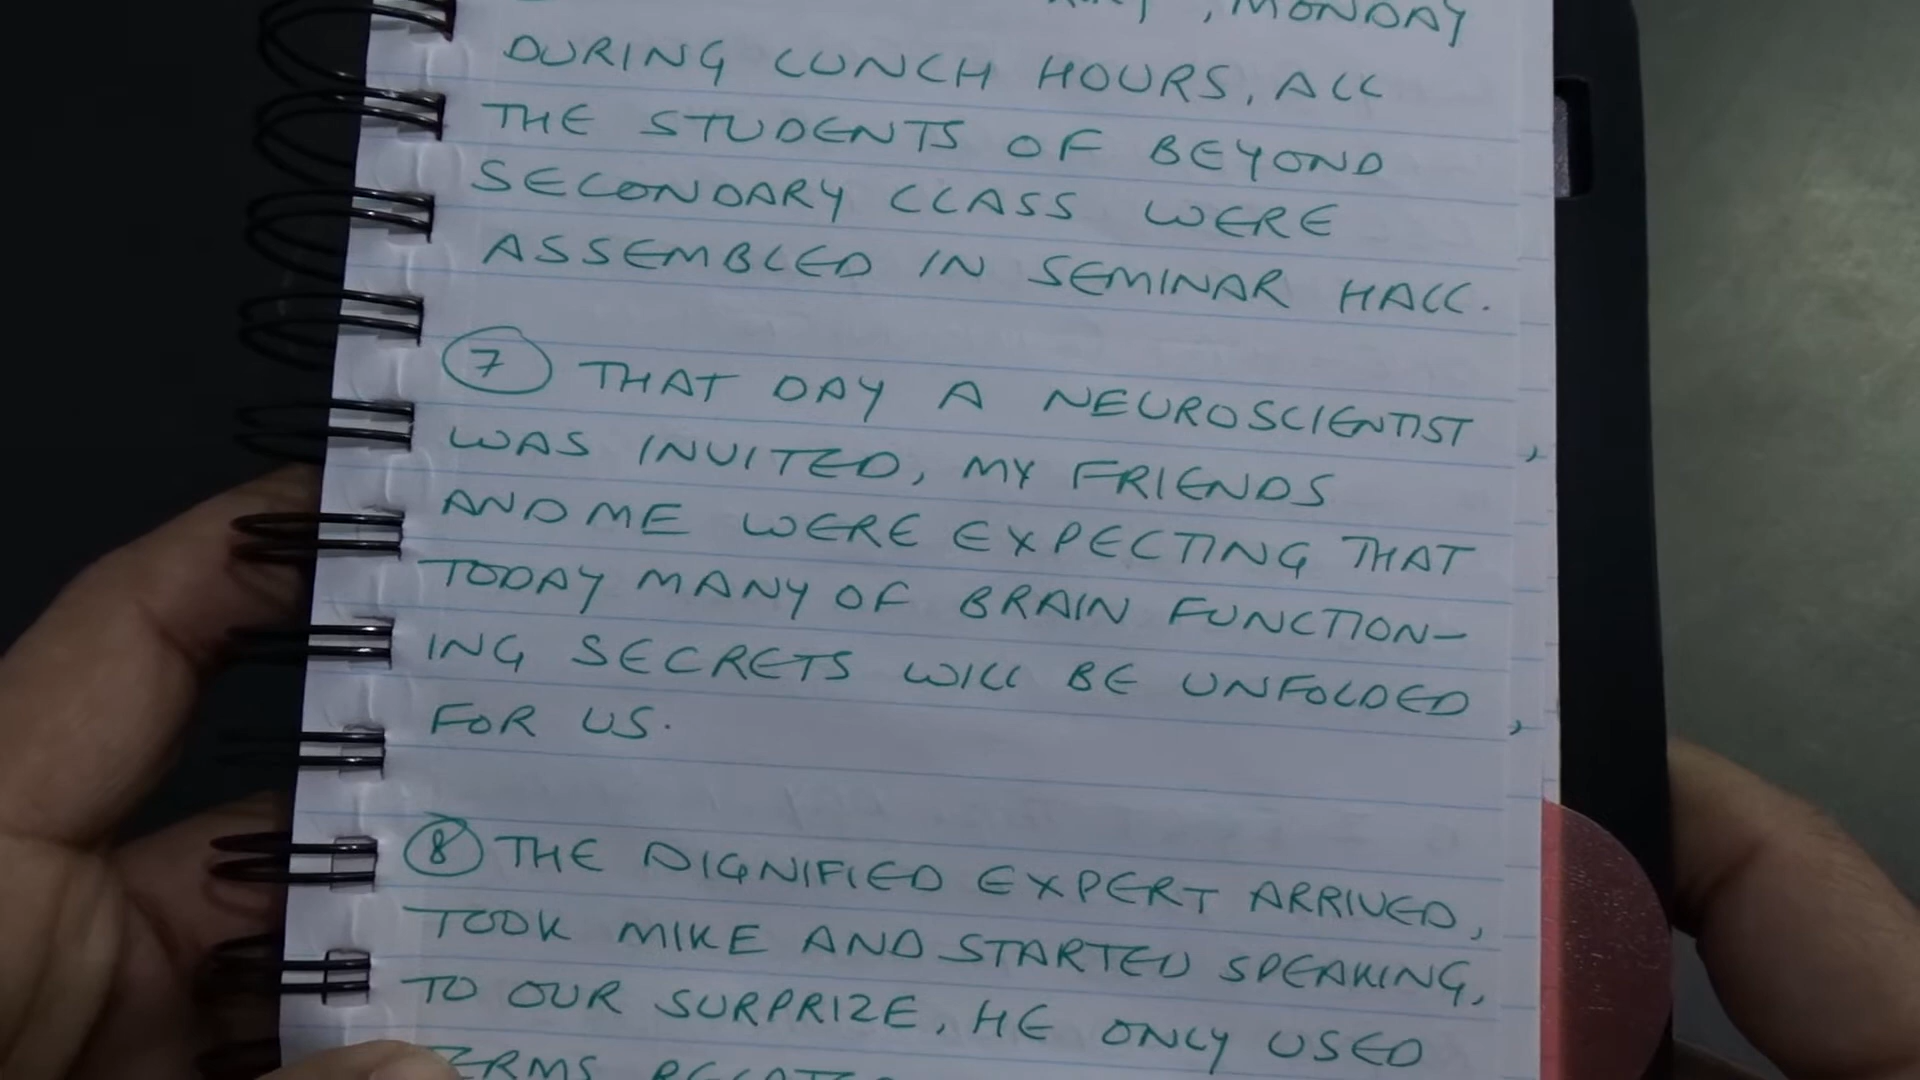 , MONDAY
DURING LUNCH HOURS, ALL
THE STUDENTS OF BEYOND
SECONDARY CLASS WERE
ASSEMBLED IN SEMINAR HALL.
7 THAT DAY A NEUROSCIENTIST,
WAS INVITED, MY FRIENDS
AND ME WERE EXPECTING THAT
TODAY MANY OF BRAIN FUNCTION-
ING SECRETS WILL BE UNFOLDED,
FOR US.
8 THE DIGNIFIED EXPERT ARRIVED,
TOOK MIKE AND STARTED SPEAKING,
TO OUR SURPRIZE, HE ONLY USED